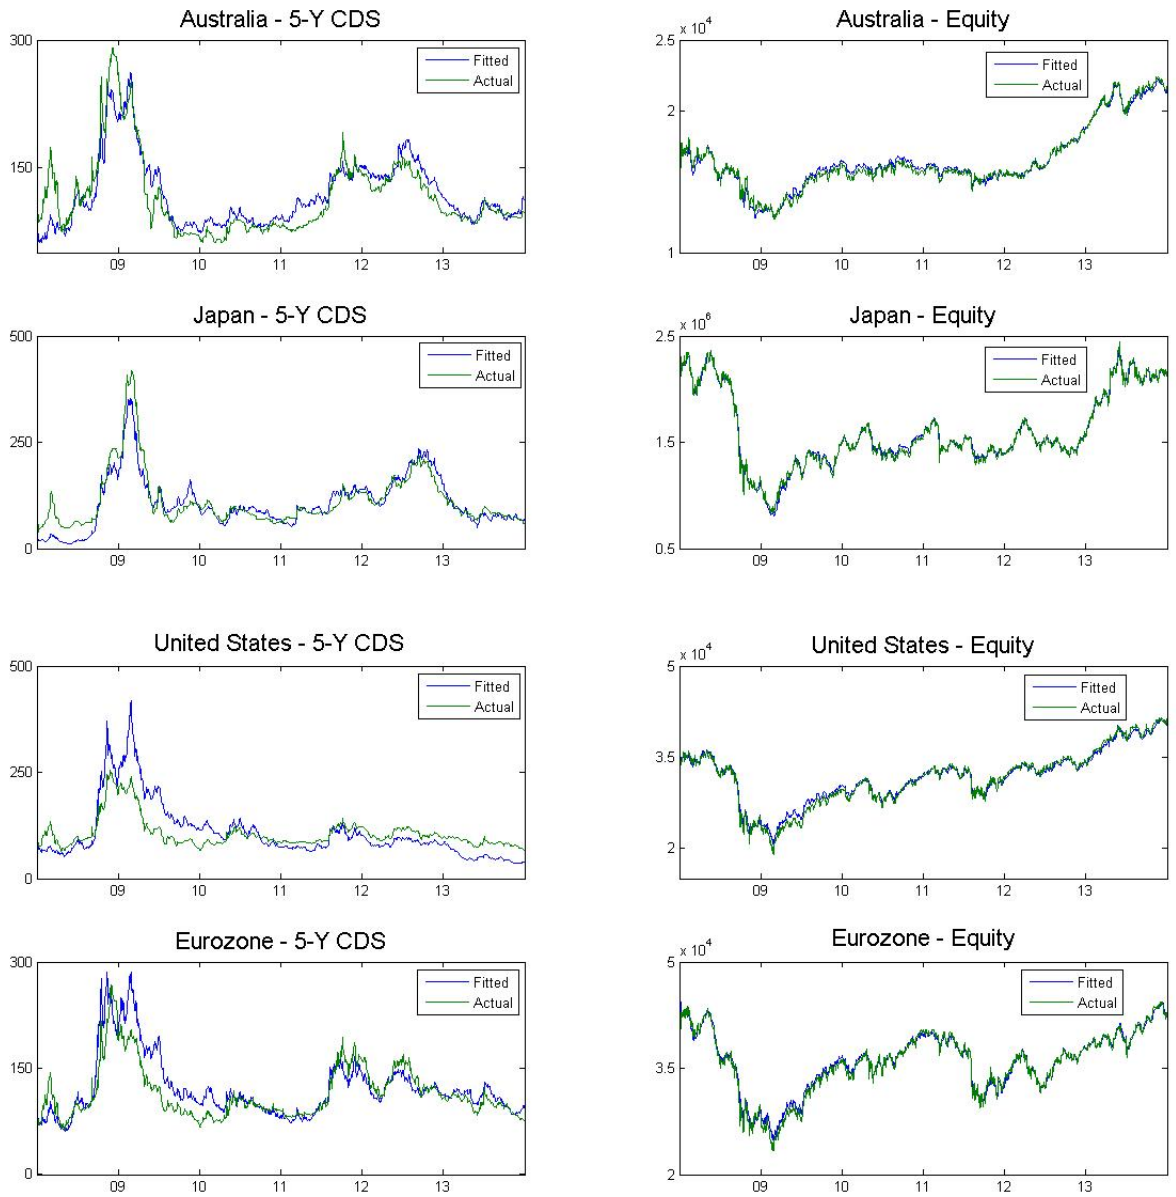 Australia - 5-Y CDS
300
150
09 10 11 12 13
Fitted
Actual
Australia - Equity
x 10^4
2.5
2
1
09 10 11 12 13
Fitted
Actual
Japan - 5-Y CDS
500
250
0
09 10 11 12 13
Fitted
Actual
Japan - Equity
x 10^6
2.5
1.5
0.5
09 10 11 12 13
Fitted
Actual
United States - 5-Y CDS
500
250
0
09 10 11 12 13
Fitted
Actual
United States - Equity
x 10^4
5
3.5
2
09 10 11 12 13
Fitted
Actual
Eurozone - 5-Y CDS
300
150
0
09 10 11 12 13
Fitted
Actual
Eurozone - Equity
x 10^4
5
3.5
2
09 10 11 12 13
Fitted
Actual